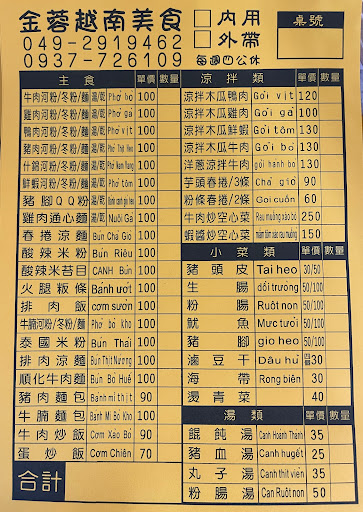 金蓉越南美食
049-2919462
0937-726109
內用
外帶
每週四公休
桌號
主食 單價 數量
牛肉河粉/冬粉/麵 湯/乾 Phở bò 100
雞肉河粉/冬粉/麵 湯/乾 Phở gà 100
鴨肉河粉/冬粉/麵 湯/乾 Phở vịt 100
豬肉河粉/冬粉/麵 湯/乾 Phở Thịt Heo 100
什錦河粉/冬粉/麵 湯/乾 100
鮮蝦河粉/冬粉/麵 湯/乾 Phở tôm 100
豬腳QQ粉 湯/乾 Bánh canh giò heo 100
雞肉通心麵 湯/乾 Muôi Gà 100
春捲涼麵 Bún Chả Giò 100
酸辣米粉 Bún Riêu 100
酸辣米苔目 CANH Bún 100
火腿粄條 Bánh ướt 100
排肉飯 cơm sườn 100
牛腩河粉/冬粉/麵 Phở bò kho 100
泰國米粉 Bún Thái 100
排肉涼麵 Bún Thịt Nướng 100
順化牛肉麵 Bún Bò Huế 100
豬肉麵包 Bánh mì thịt 90
牛腩麵包 Bánh Mì Bò Kho 100
牛肉炒飯 Cơm Xào Bò 90
蛋炒飯 Cơm Chiên 70
合計
涼拌類 單價 數量
涼拌木瓜鴨肉 Gỏi vịt 120
涼拌木瓜雞肉 Gỏi gà 100
涼拌木瓜鮮蝦 Gỏi tôm 130
涼拌木瓜牛肉 Gỏi bò 130
洋蔥涼拌牛肉 gỏi hành bò 130
芋頭春捲/3條 Chả giò 90
粉條春捲/2條 Gỏi cuốn 60
牛肉炒空心菜 Rau muống xào bò 250
蝦醬炒空心菜 150
小菜類 單價 數量
豬頭皮 Tai heo 30/50
生腸 dồi trường 50/100
粉腸 Ruột non 50/100
魷魚 Mực tươi 50/100
豬腳 giò heo 50/100
滷豆干 Dâu hủ 30
海帶 Rong biển 30
燙青菜 40
湯類 單價 數量
餛飩湯 Canh Hoành Thánh 35
豬血湯 Canh huyết 25
丸子湯 Canh thịt viên 35
粉腸湯 Can Ruột non 50